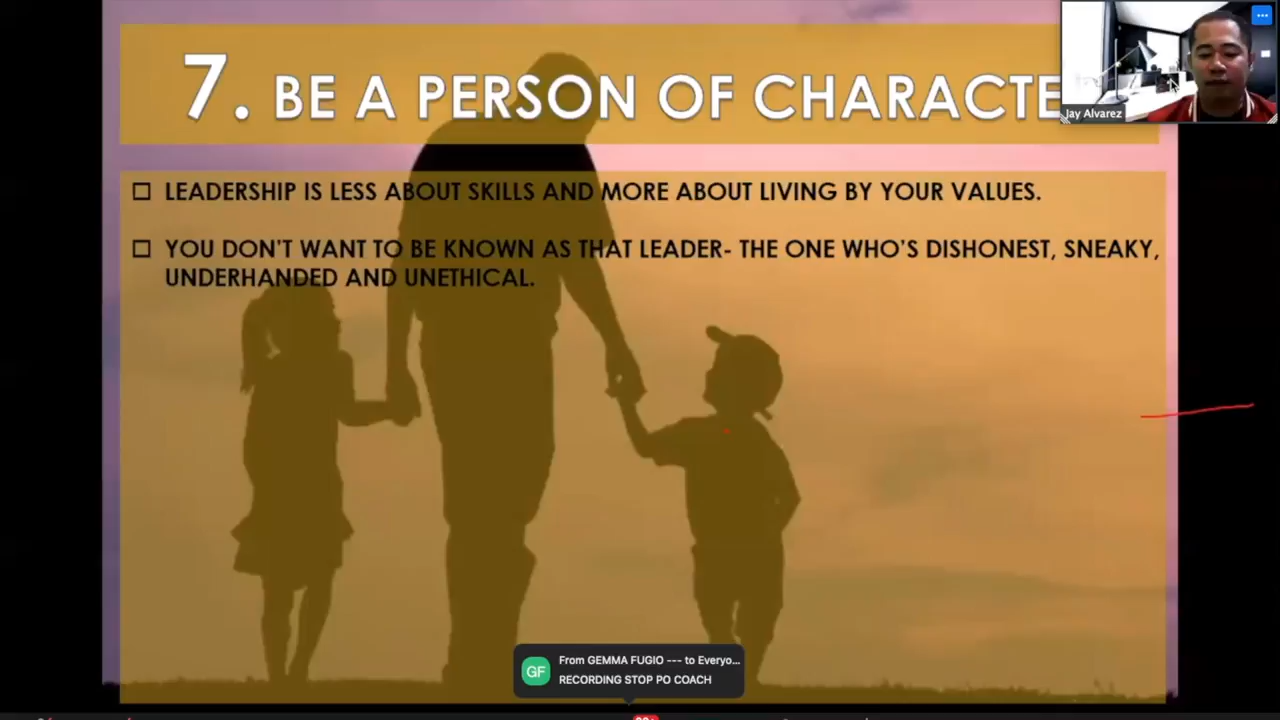 7. BE A PERSON OF CHARACTE
Jay Alvarez
LEADERSHIP IS LESS ABOUT SKILLS AND MORE ABOUT LIVING BY YOUR VALUES.
YOU DON'T WANT TO BE KNOWN AS THAT LEADER- THE ONE WHO'S DISHONEST, SNEAKY,
UNDERHANDED AND UNETHICAL.
GF
From GEMMA FUGIO --- to Everyo...
RECORDING STOP PO COACH